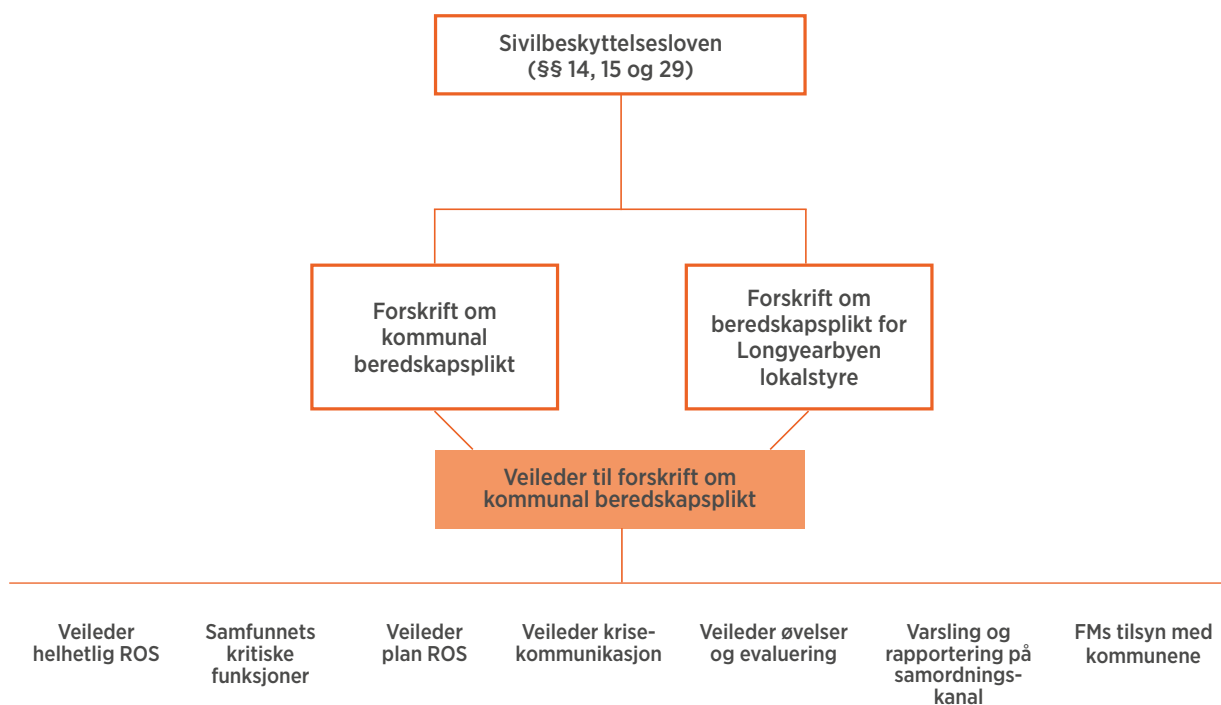 Sivilbeskyttelsesloven
(§§ 14, 15 og 29)
Forskrift om
kommunal
beredskapsplikt
Forskrift om
beredskapsplikt for
Longyearbyen
lokalstyre
Veileder til forskrift om
kommunal beredskapsplikt
Veileder
helhetlig ROS
Samfunnets
kritiske
funksjoner
Veileder
plan ROS
Veileder krise-
kommunikasjon
Veileder øvelser
og evaluering
Varsling og
rapportering på
samordnings-
kanal
FMs tilsyn med
kommunene